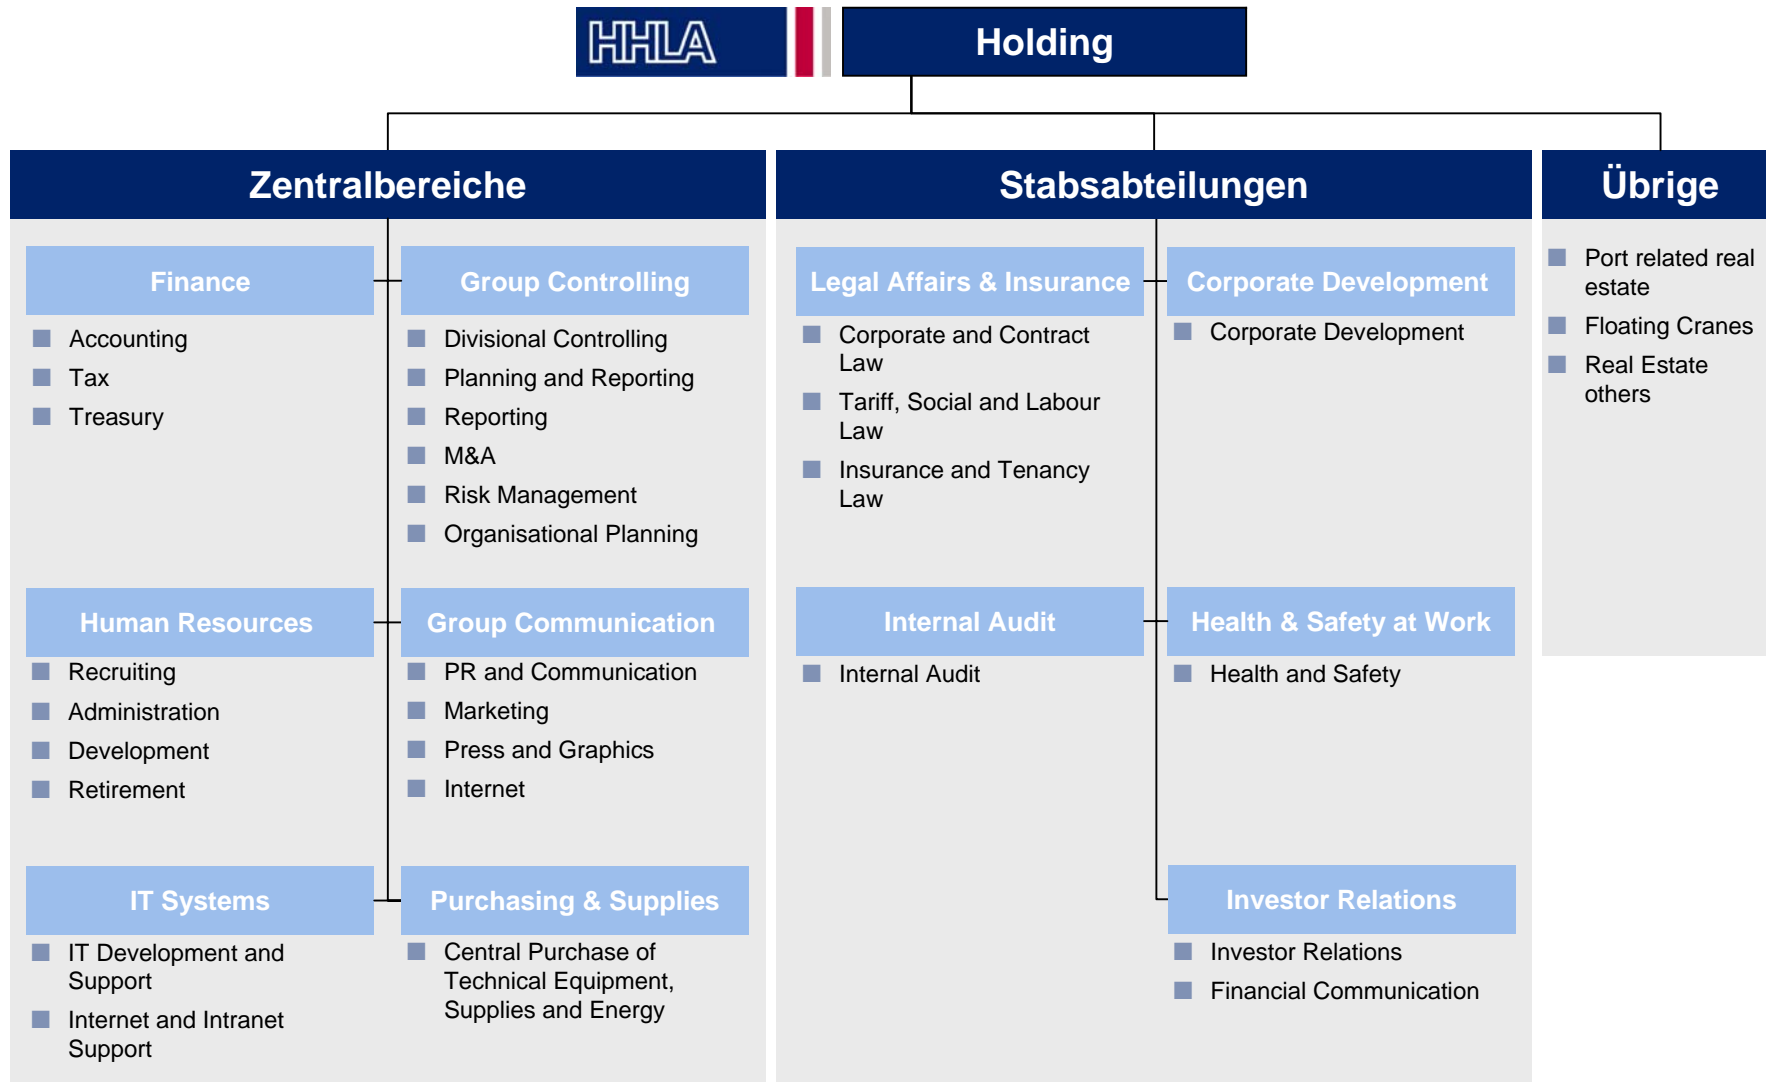 HHLA
Holding
Zentralbereiche
Finance
Accounting
Tax
Treasury
Group Controlling
Divisional Controlling
Planning and Reporting
Reporting
M&A
Risk Management
Organisational Planning
Human Resources
Recruiting
Administration
Development
Retirement
Group Communication
PR and Communication
Marketing
Press and Graphics
Internet
IT Systems
IT Development and
Support
Internet and Intranet
Support
Purchasing & Supplies
Central Purchase of
Technical Equipment,
Supplies and Energy
Stabsabteilungen
Legal Affairs & Insurance
Corporate and Contract
Law
Tariff, Social and Labour
Law
Insurance and Tenancy
Law
Corporate Development
Corporate Development
Internal Audit
Internal Audit
Health & Safety at Work
Health and Safety
Investor Relations
Investor Relations
Financial Communication
Übrige
Port related real
estate
Floating Cranes
Real Estate
others